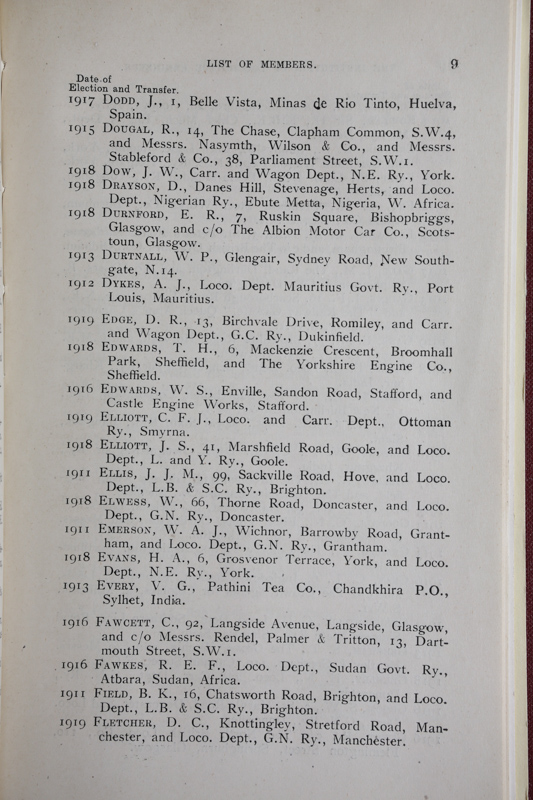 LIST OF MEMBERS. 9
Date of
Election and Transfer.
1917 DODD, J., 1, Belle Vista, Minas de Rio Tinto, Huelva,
Spain.
1915 DOUGAL, R., 14, The Chase, Clapham Common, S.W.4,
and Messrs. Nasymth, Wilson & Co., and Messrs.
Stableford & Co., 38, Parliament Street, S.W.1.
1918 DOW, J. W., Carr. and Wagon Dept., N.E. Ry., York.
1918 DRAYSON, D., Danes Hill, Stevenage, Herts, and Loco.
Dept., Nigerian Ry., Ebute Metta, Nigeria, W. Africa.
1918 DURNFORD, E. R., 7, Ruskin Square, Bishopbriggs,
Glasgow, and c/o The Albion Motor Car Co., Scots-
toun, Glasgow.
1913 DURTNALL, W. P., Glengair, Sydney Road, New South-
gate, N.14.
1912 DYKES, A. J., Loco. Dept. Mauritius Govt. Ry., Port
Louis, Mauritius.
1919 EDGE, D. R., 13, Birchvale Drive, Romiley, and Carr.
and Wagon Dept., G.C. Ry., Dukinfield.
1918 EDWARDS, T. H., 6, Mackenzie Crescent, Broomhall
Park, Sheffield, and The Yorkshire Engine Co.,
Sheffield.
1916 EDWARDS, W. S., Enville, Sandon Road, Stafford, and
Castle Engine Works, Stafford.
1919 ELLIOTT, C. F. J., Loco. and Carr. Dept., Ottoman
Ry., Smyrna.
1918 ELLIOTT, J. S., 41, Marshfield Road, Goole, and Loco.
Dept., L. and Y. Ry., Goole.
1911 ELLIS, J. J. M., 99, Sackville Road, Hove, and Loco.
Dept., L.B. & S.C. Ry., Brighton.
1918 ELWESS, W., 66, Thorne Road, Doncaster, and Loco.
Dept., G.N. Ry., Doncaster.
1911 EMERSON, W. A. J., Wichnor, Barrowby Road, Grant-
ham, and Loco. Dept., G.N. Ry., Grantham.
1918 EVANS, H. A., 6, Grosvenor Terrace, York, and Loco.
Dept., N.E. Ry., York.
1913 EVERY, V. G., Pathini Tea Co., Chandkhira P.O.,
Sylhet, India.
1916 FAWCETT, C., 92, Langside Avenue, Langside, Glasgow,
and c/o Messrs. Rendel, Palmer & Tritton, 13, Dart-
mouth Street, S.W.1.
1916 FAWKES, R. E. F., Loco. Dept., Sudan Govt. Ry.,
Atbara, Sudan, Africa.
1911 FIELD, B. K., 16, Chatsworth Road, Brighton, and Loco.
Dept., L.B. & S.C. Ry., Brighton.
1919 FLETCHER, D. C., Knottingley, Stretford Road, Man-
chester, and Loco. Dept., G.N. Ry., Manchester.